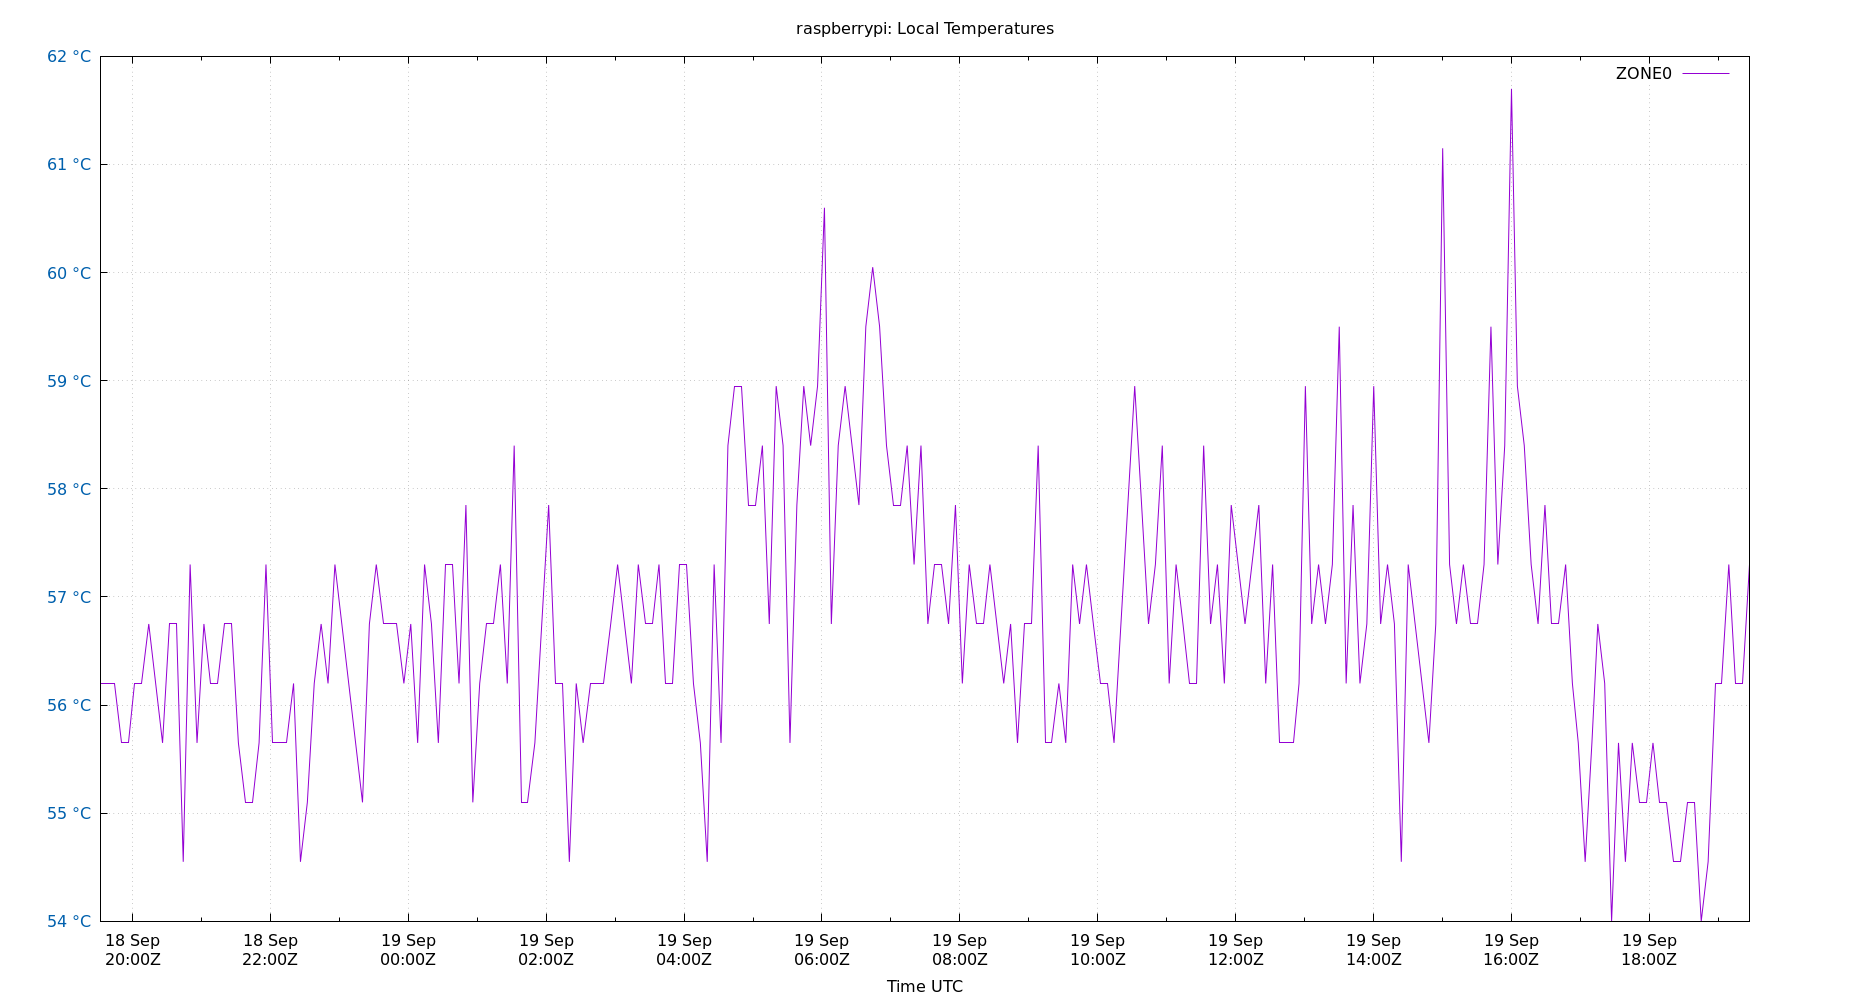 raspberrypi: Local Temperatures
62 °C
ZONE0
61 °C
60 °C
59 °C
58 °C
57 °C
56 °C
55 °C
54 °C
18 Sep 18 Sep 19 Sep 19 Sep 19 Sep 19 Sep 19 Sep 19 Sep 19 Sep 19 Sep 19 Sep 19 Sep
20:00Z 22:00Z 00:00Z 02:00Z 04:00Z 06:00Z 08:00Z 10:00Z 12:00Z 14:00Z 16:00Z 18:00Z
Time UTC